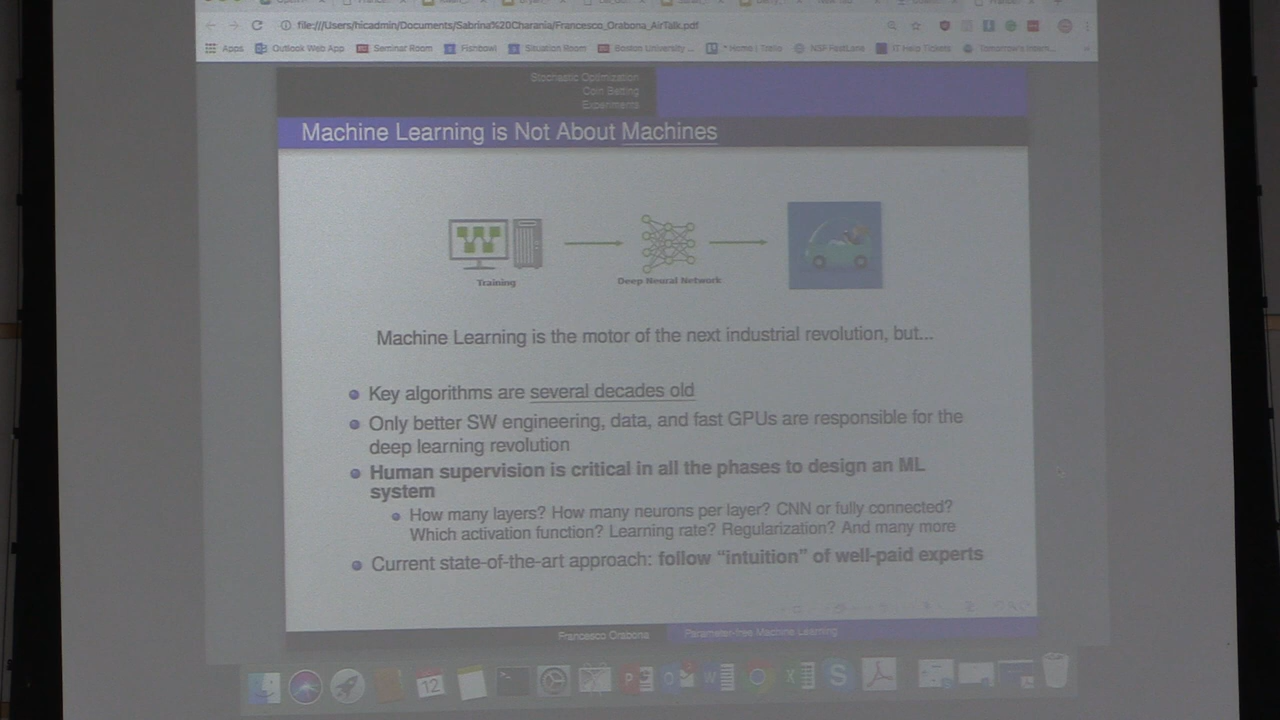 file:///Users/hicadmin/Documents/Sabrina%20Charania/Francesco_Orabona_AirTalk.pdf
Apps Outlook Web App Seminar Room Fishbowl Situation Room Boston University ... * Home | Trello NSF FastLane IT Help Tickets Tomorrow's Intern...
Stochastic Optimization
Coin Betting
Experiments
Machine Learning is Not About Machines
Training
Deep Neural Network
Machine Learning is the motor of the next industrial revolution, but...
Key algorithms are several decades old
Only better SW engineering, data, and fast GPUs are responsible for the
deep learning revolution
Human supervision is critical in all the phases to design an ML
system
How many layers? How many neurons per layer? CNN or fully connected?
Which activation function? Learning rate? Regularization? And many more
Current state-of-the-art approach: follow “intuition” of well-paid experts
Francesco Orabona Parameter-free Machine Learning
12